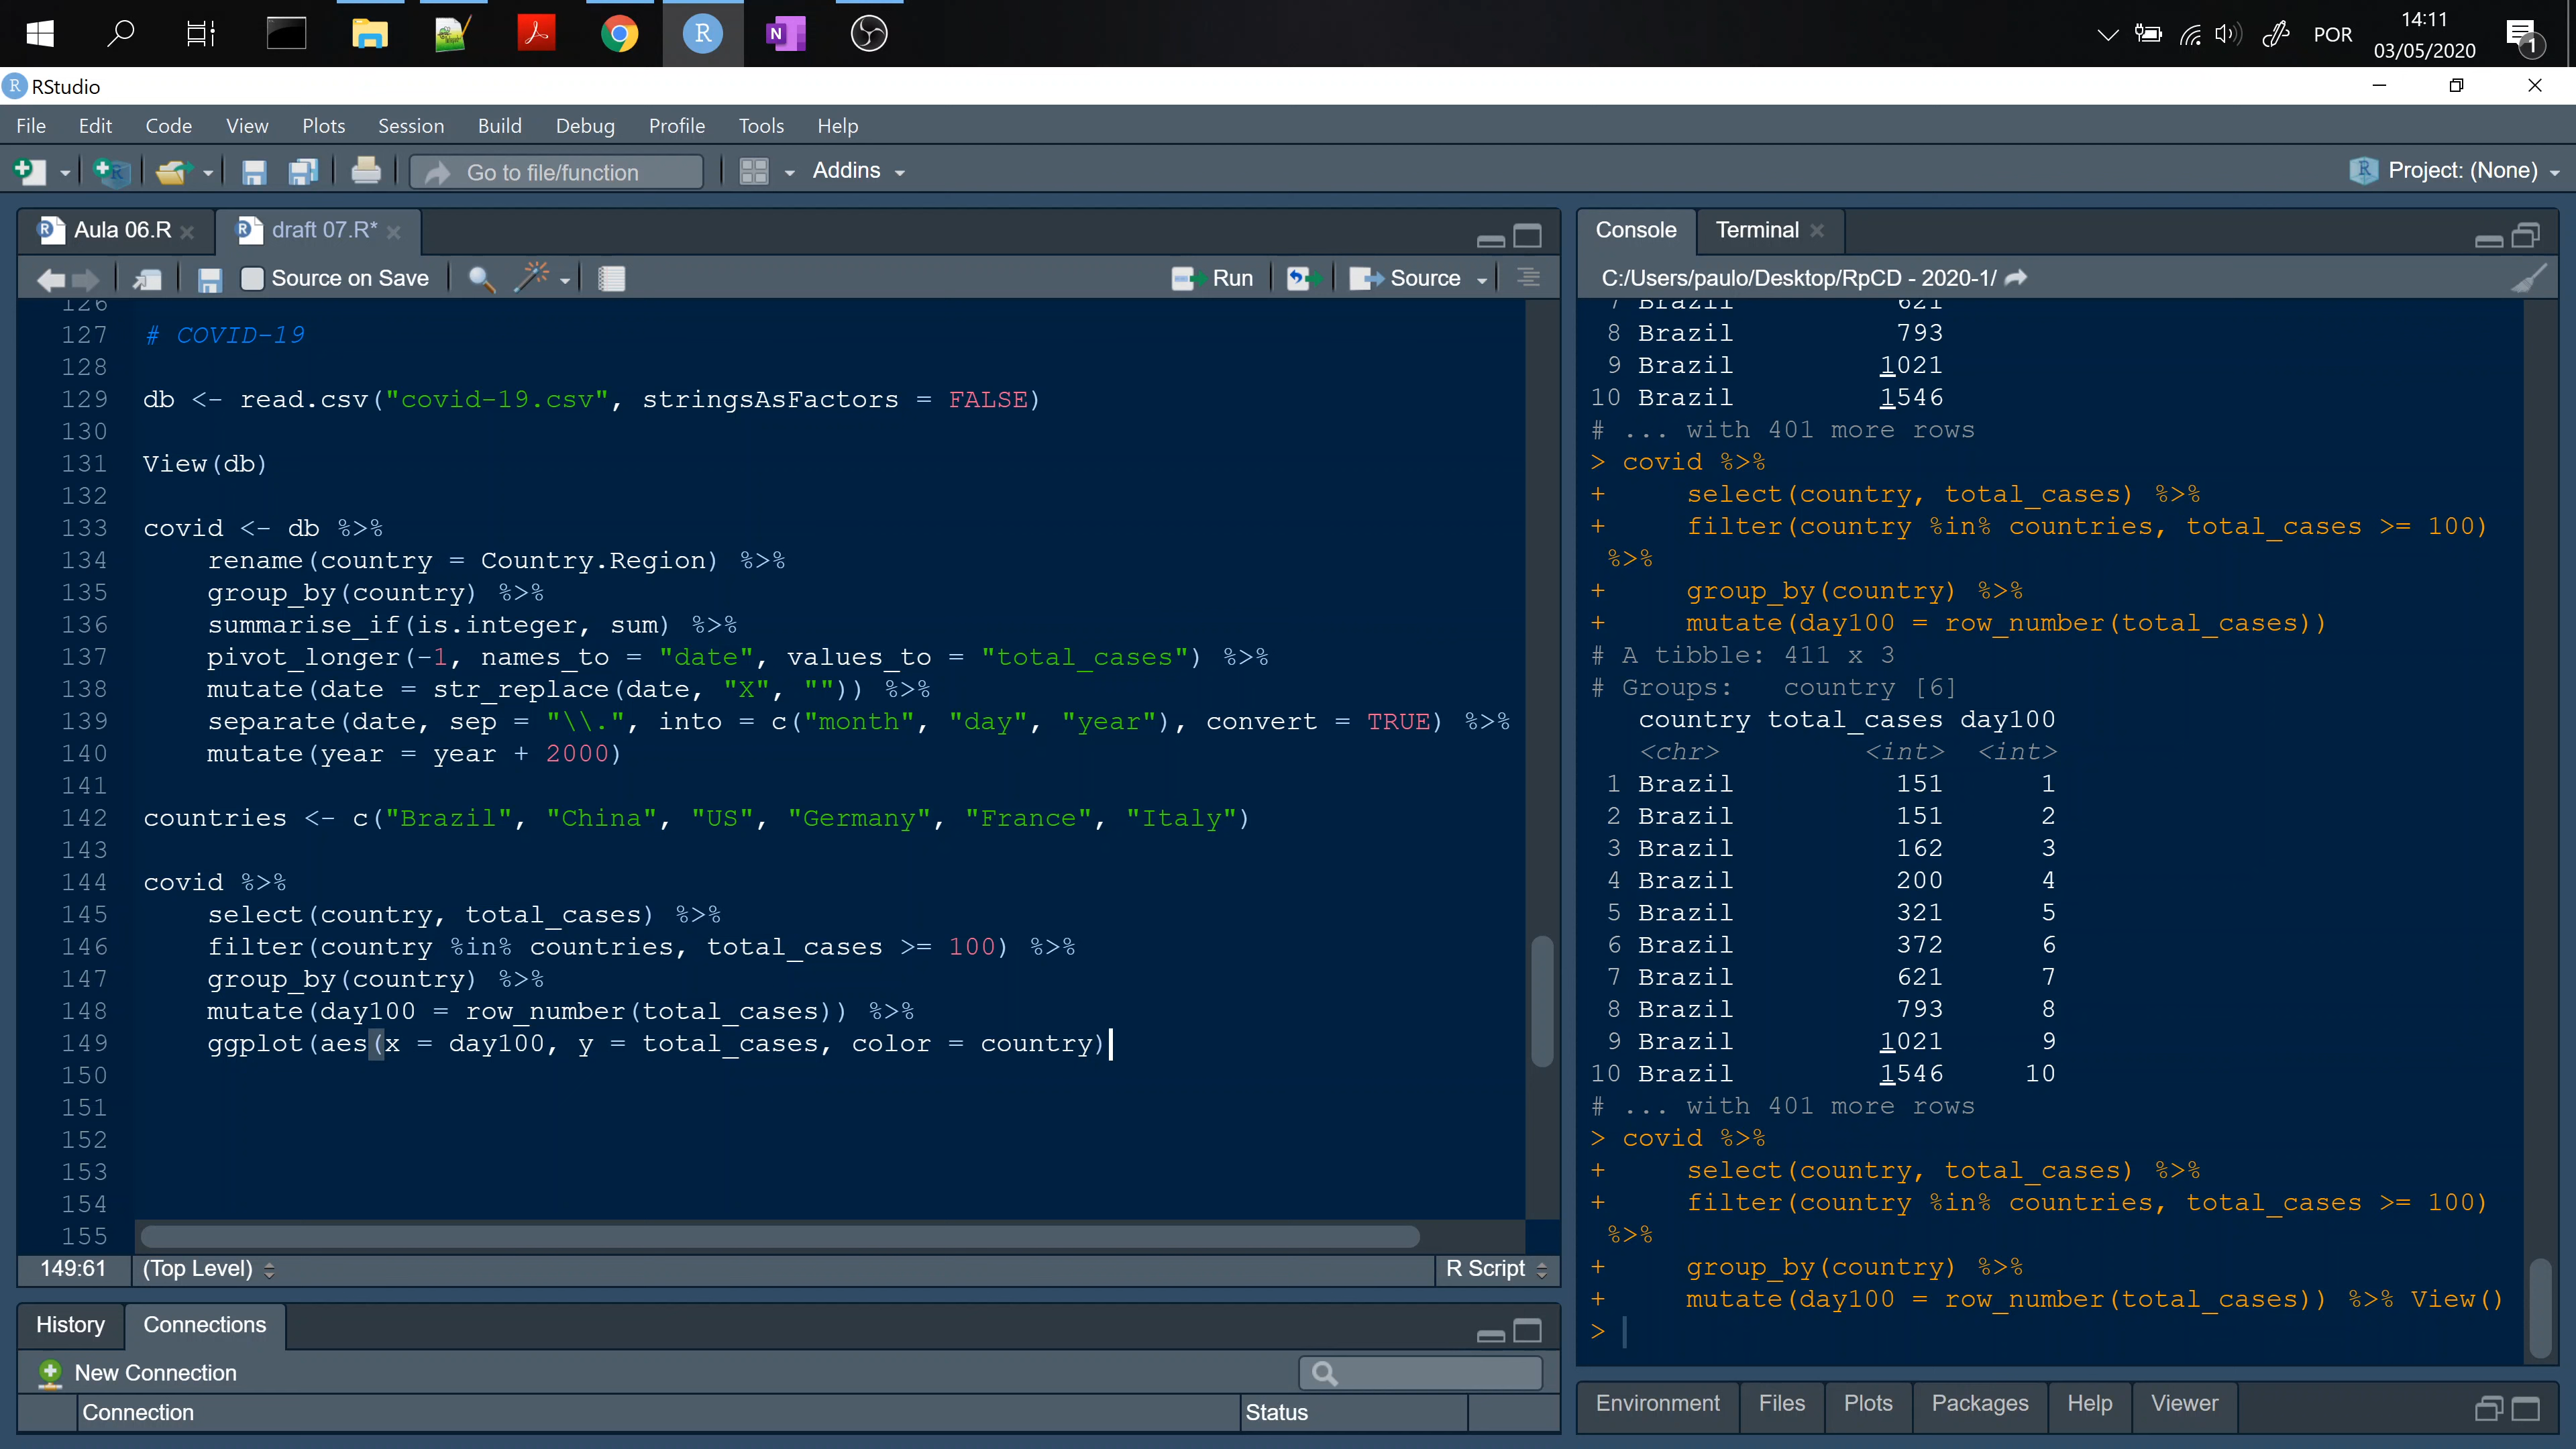 POR
14:11
03/05/2020
1
RStudio
File Edit Code View Plots Session Build Debug Profile Tools Help
Go to file/function
Addins
Project: (None)
Aula 06.R
draft 07.R*
Source on Save
Run
Source
126
127 # COVID-19
128
129 db <- read.csv("covid-19.csv", stringsAsFactors = FALSE)
130
131 View(db)
132
133 covid <- db %>%
134     rename(country = Country.Region) %>%
135     group_by(country) %>%
136     summarise_if(is.integer, sum) %>%
137     pivot_longer(-1, names_to = "date", values_to = "total_cases") %>%
138     mutate(date = str_replace(date, "X", "")) %>%
139     separate(date, sep = "\\.", into = c("month", "day", "year"), convert = TRUE) %>%
140     mutate(year = year + 2000)
141
142 countries <- c("Brazil", "China", "US", "Germany", "France", "Italy")
143
144 covid %>%
145     select(country, total_cases) %>%
146     filter(country %in% countries, total_cases >= 100) %>%
147     group_by(country) %>%
148     mutate(day100 = row_number(total_cases)) %>%
149     ggplot(aes(x = day100, y = total_cases, color = country)
150
151
152
153
154
155
149:61 (Top Level) R Script
History Connections
New Connection
Connection Status
Console Terminal
C:/Users/paulo/Desktop/RpCD - 2020-1/
7 Brazil 621
8 Brazil 793
9 Brazil 1021
10 Brazil 1546
# ... with 401 more rows
> covid %>%
+     select(country, total_cases) %>%
+     filter(country %in% countries, total_cases >= 100)
%>%
+     group_by(country) %>%
+     mutate(day100 = row_number(total_cases))
# A tibble: 411 x 3
# Groups:   country [6]
country total_cases day100
<chr> <int> <int>
1 Brazil 151 1
2 Brazil 151 2
3 Brazil 162 3
4 Brazil 200 4
5 Brazil 321 5
6 Brazil 372 6
7 Brazil 621 7
8 Brazil 793 8
9 Brazil 1021 9
10 Brazil 1546 10
# ... with 401 more rows
> covid %>%
+     select(country, total_cases) %>%
+     filter(country %in% countries, total_cases >= 100)
%>%
+     group_by(country) %>%
+     mutate(day100 = row_number(total_cases)) %>% View()
>
Environment Files Plots Packages Help Viewer